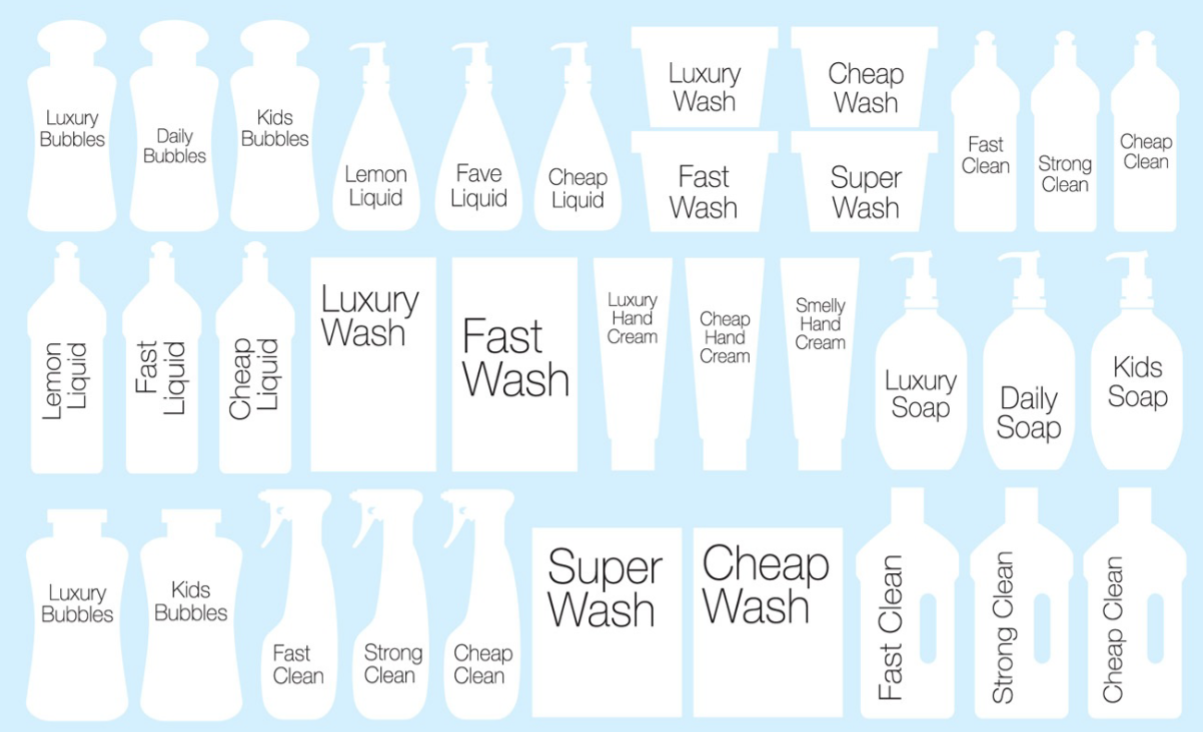 Luxury
Bubbles
Daily
Bubbles
Kids
Bubbles
Lemon
Liquid
Fave
Liquid
Cheap
Liquid
Luxury
Wash
Cheap
Wash
Fast
Wash
Super
Wash
Fast
Clean
Strong
Clean
Cheap
Clean
Lemon
Liquid
Fast
Liquid
Cheap
Liquid
Luxury
Wash
Fast
Wash
Luxury
Hand
Cream
Cheap
Hand
Cream
Smelly
Hand
Cream
Luxury
Soap
Daily
Soap
Kids
Soap
Luxury
Bubbles
Kids
Bubbles
Fast
Clean
Strong
Clean
Cheap
Clean
Super
Wash
Cheap
Wash
Fast Clean
Strong Clean
Cheap Clean